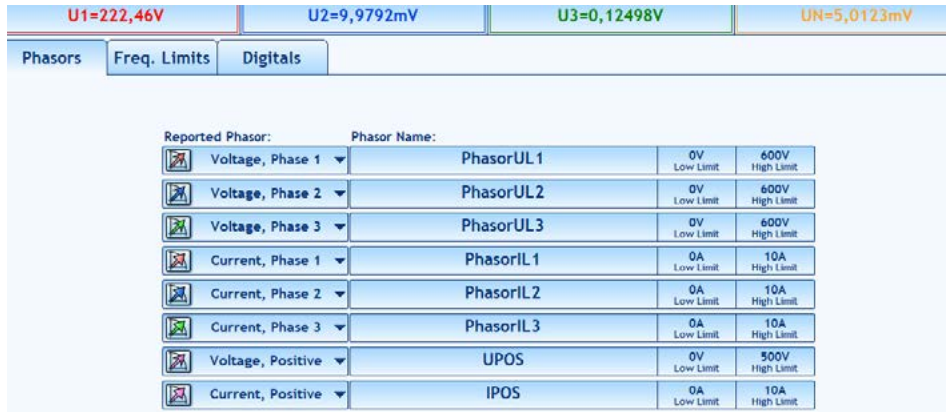 U1=222,46V U2=9,9792mV U3=0,12498V UN=5,0123mV
Phasors Freq. Limits Digitals
Reported Phasor: Phasor Name:
Voltage, Phase 1 PhasorUL1 0V Low Limit 600V High Limit
Voltage, Phase 2 PhasorUL2 0V Low Limit 600V High Limit
Voltage, Phase 3 PhasorUL3 0V Low Limit 600V High Limit
Current, Phase 1 PhasorIL1 0A Low Limit 10A High Limit
Current, Phase 2 PhasorIL2 0A Low Limit 10A High Limit
Current, Phase 3 PhasorIL3 0A Low Limit 10A High Limit
Voltage, Positive UPOS 0V Low Limit 500V High Limit
Current, Positive IPOS 0A Low Limit 10A High Limit